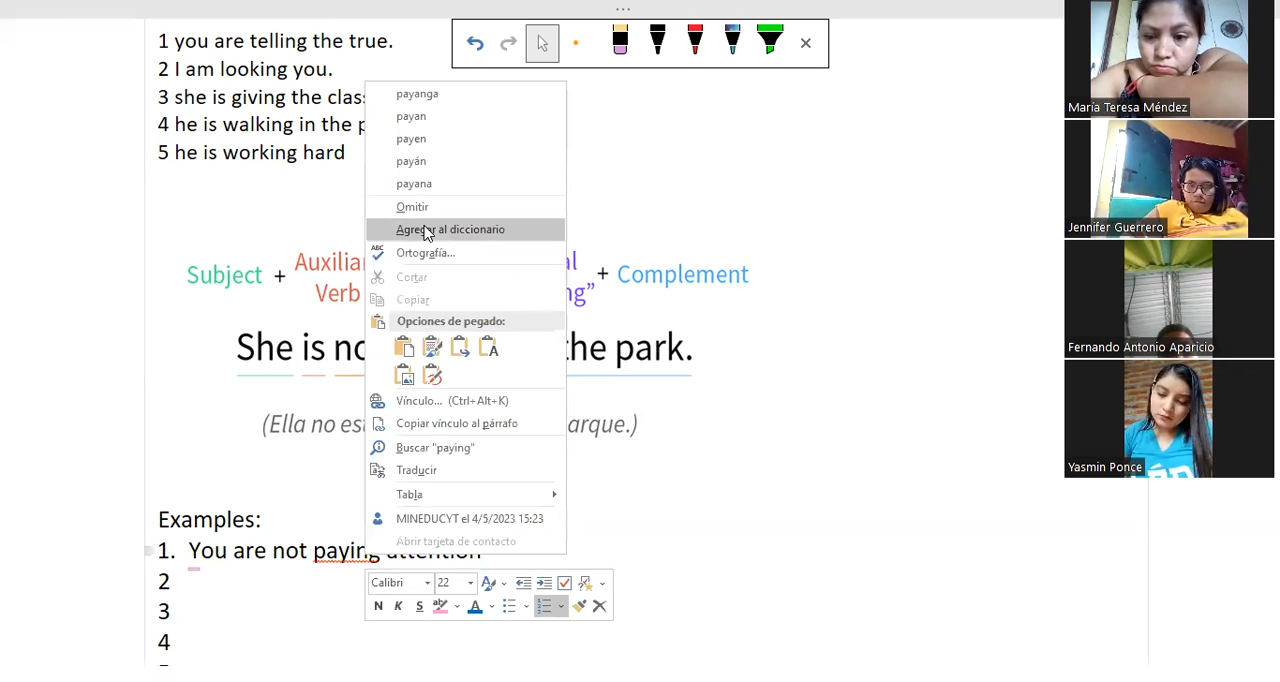 1 you are telling the true.
2 I am looking you.
3 she is giving the clas
4 he is walking in the p
5 he is working hard
payanga
payan
payen
payán
payana
Omitir
Agregar al diccionario
Ortografía...
Cortar
Copiar
Opciones de pegado:
Vínculo... (Ctrl+Alt+K)
Copiar vínculo al párrafo
Buscar "paying"
Traducir
Tabla
MINEDUCYT el 4/5/2023 15:23
Abrir tarjeta de contacto
Subject + Auxilia
Verb
al
ng" + Complement
She is no the park.
(Ella no est arque.)
Examples:
1. You are not paying attention
2
3
4
Calibri 22
N K S
María Teresa Méndez
Jennifer Guerrero
Fernando Antonio Aparicio
Yasmin Ponce